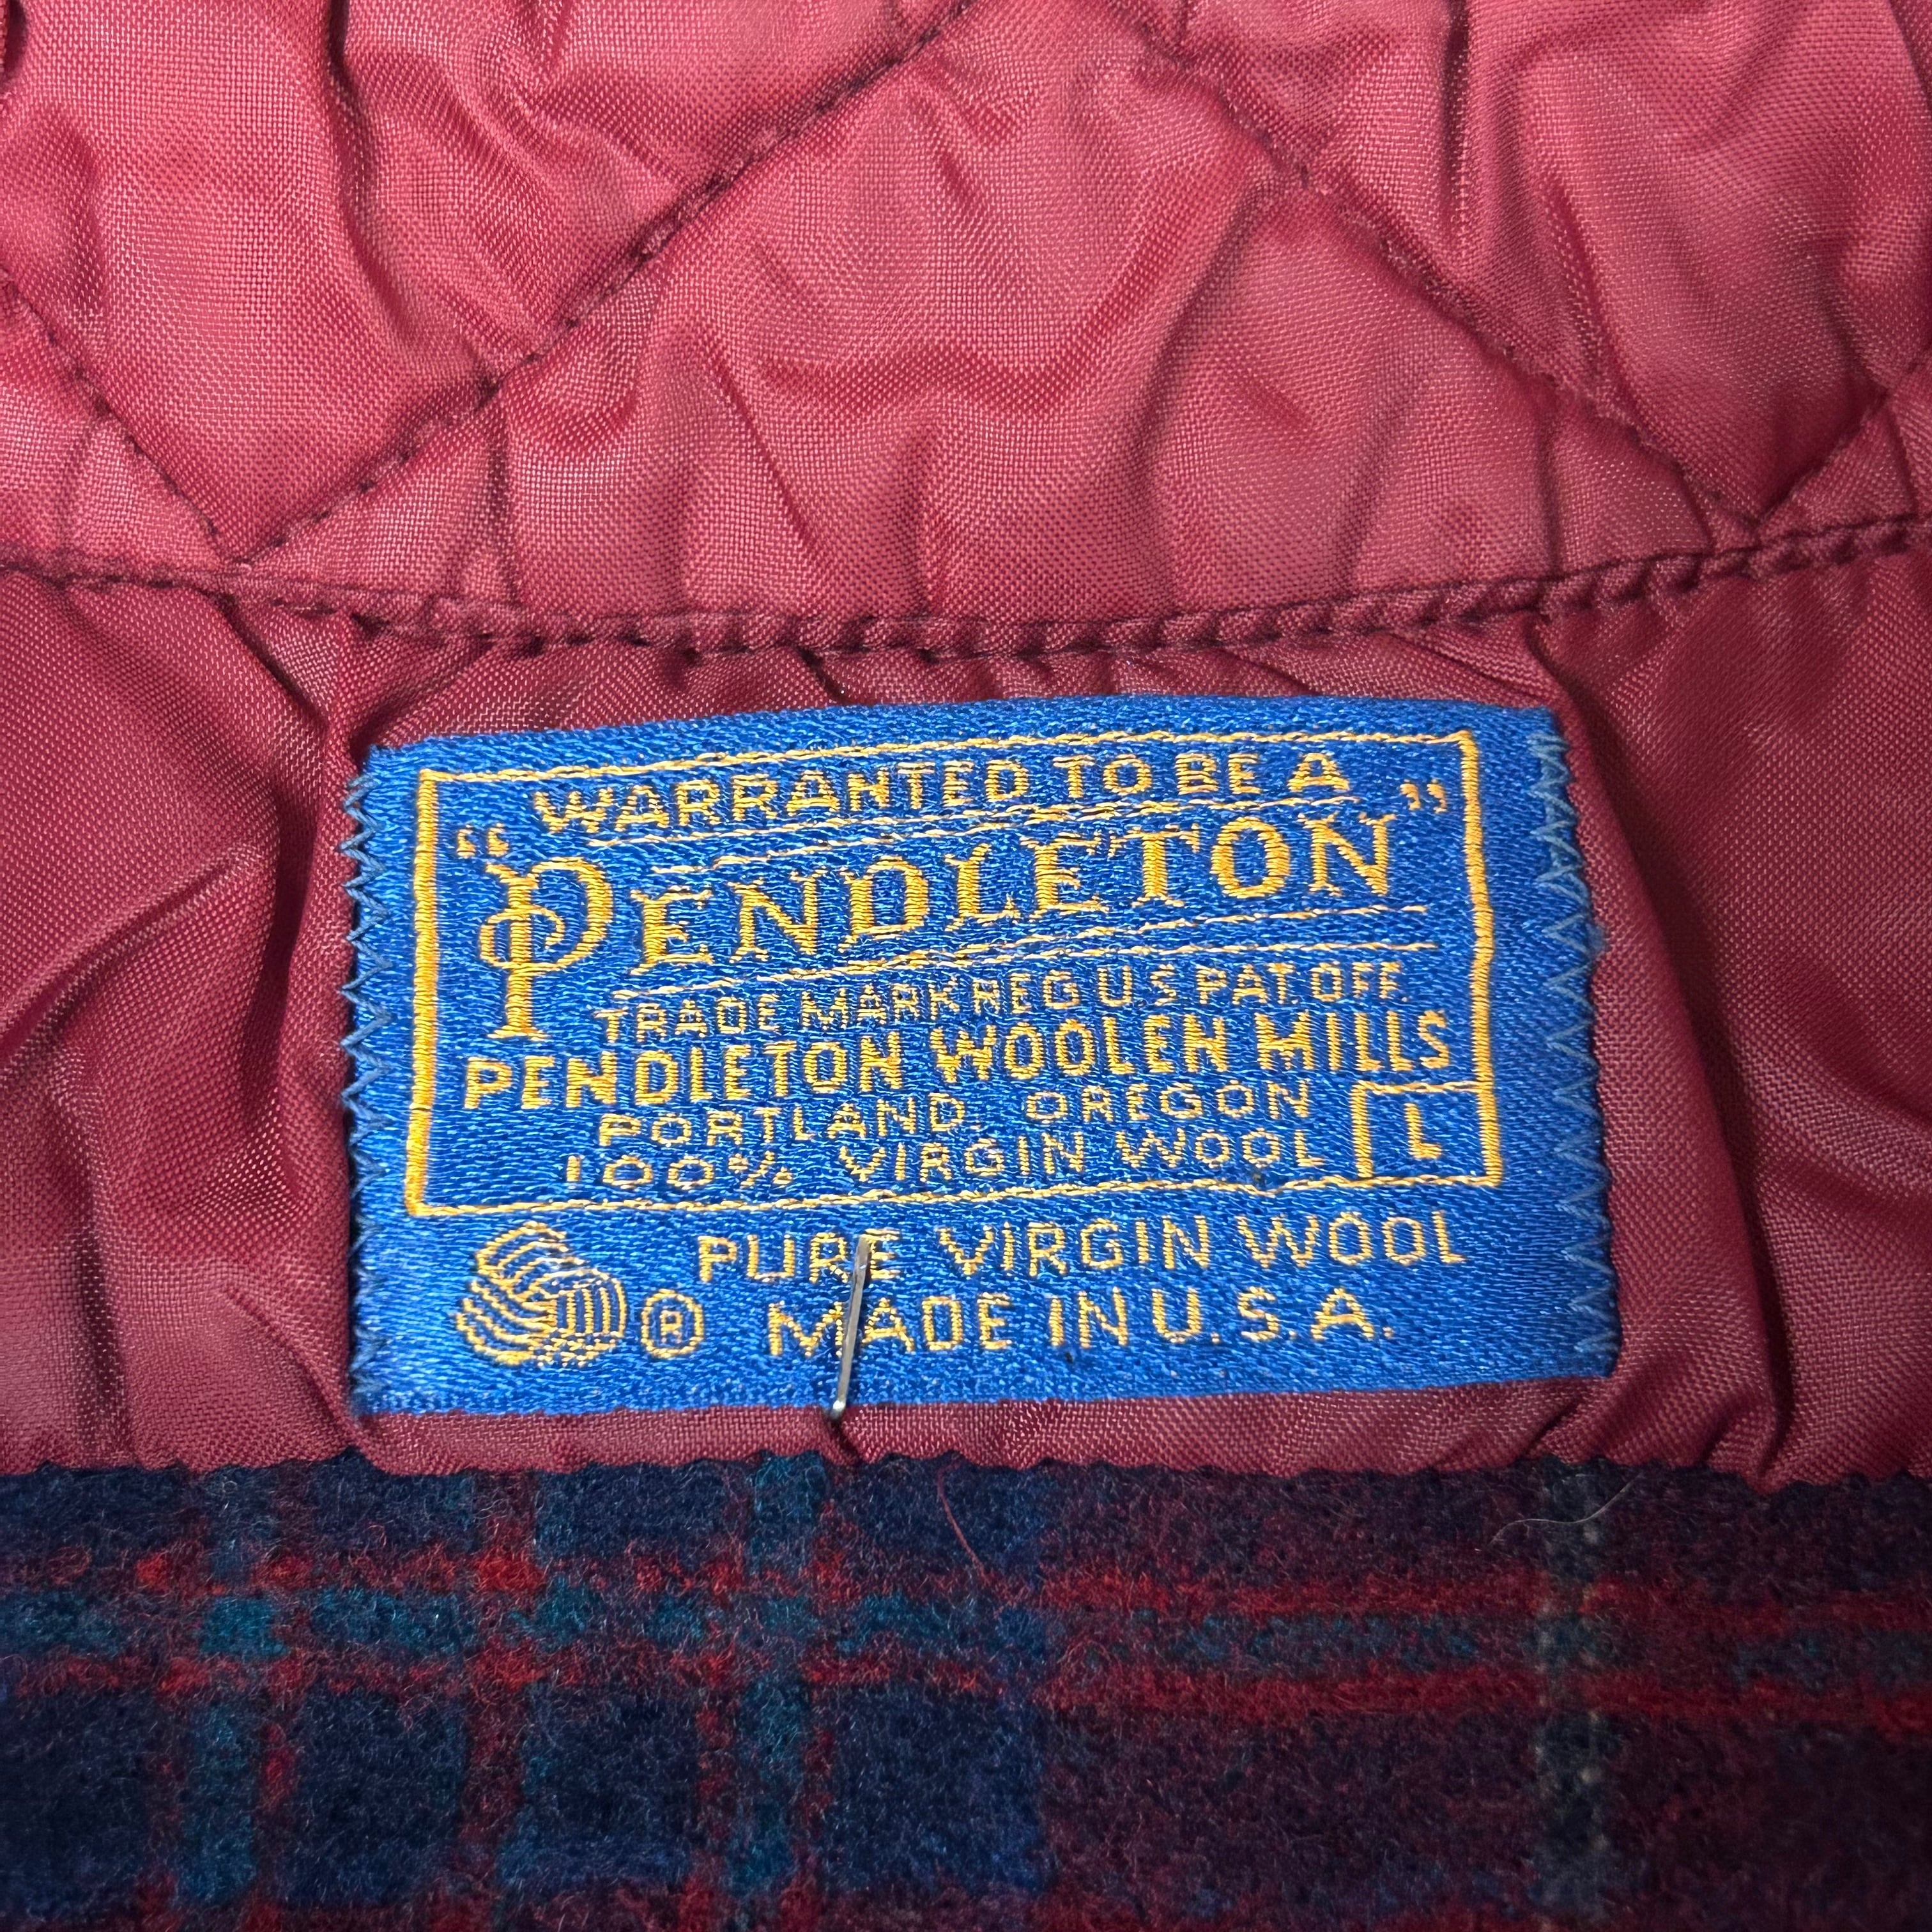 WARRANTED TO BE A
“PENDLETON”
TRADE MARK REG U.S. PAT. OFF.
PENDLETON WOOLEN MILLS
PORTLAND, OREGON
100% VIRGIN WOOL L
PURE VIRGIN WOOL
® MADE IN U.S.A.